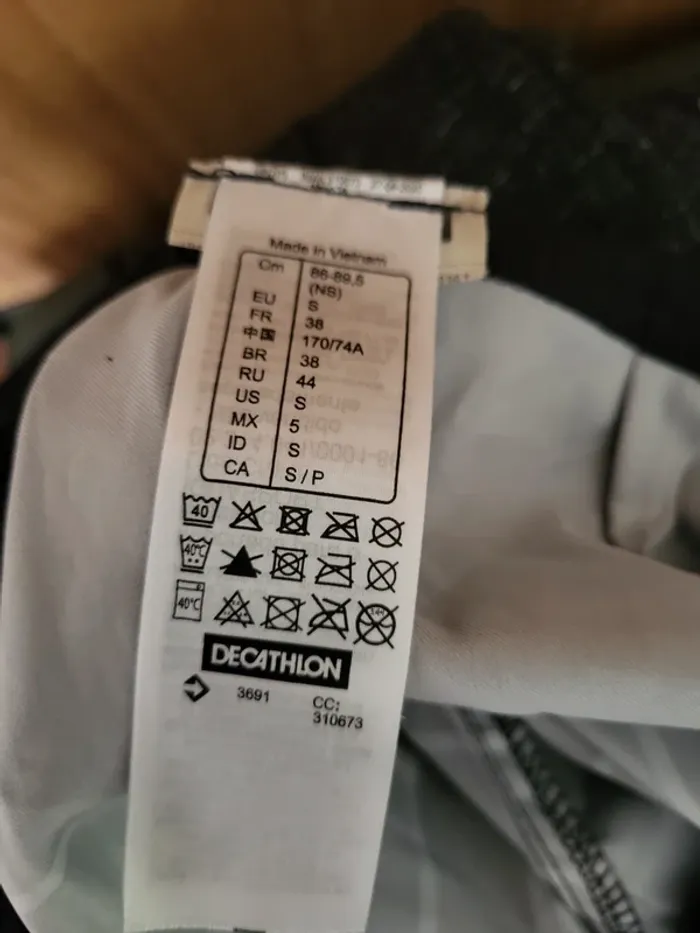 Made in Vietnam
Cm 86-89,5
(NS)
EU S
FR 38
中国 170/74A
BR 38
RU 44
US S
MX 5
ID S
CA S / P
40
40°C
40°C
DECATHLON
3691 CC:
310673